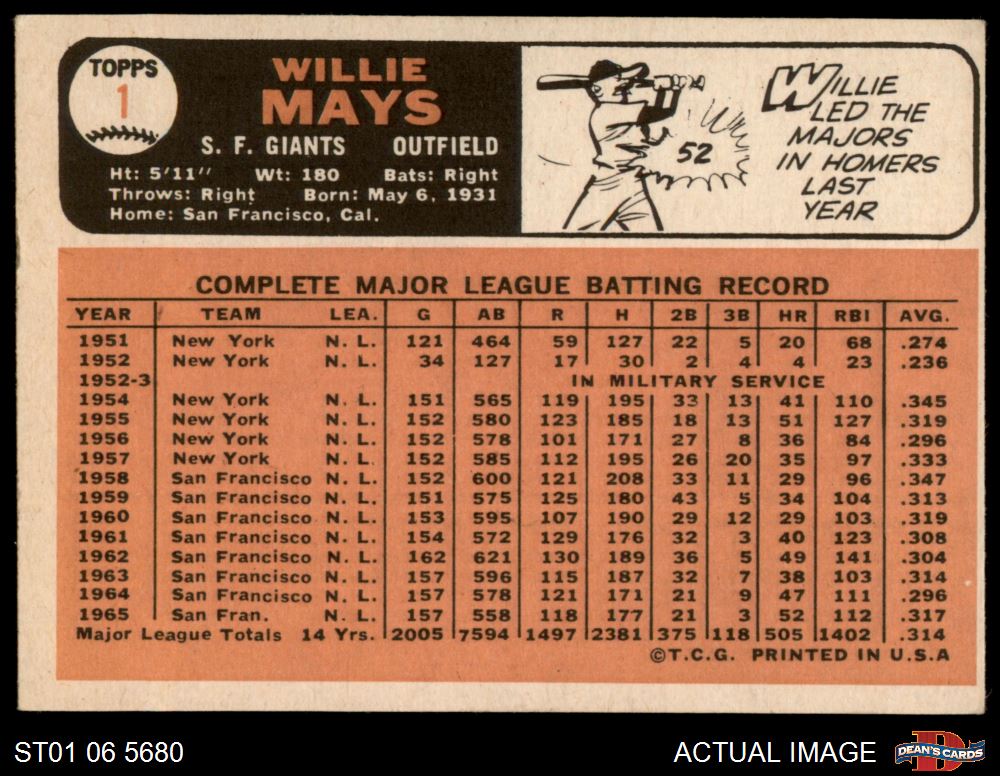 TOPPS
1
WILLIE
MAYS
S. F. GIANTS OUTFIELD
Ht: 5'11" Wt: 180 Bats: Right
Throws: Right Born: May 6, 1931
Home: San Francisco, Cal.
52
WILLIE
LED THE
MAJORS
IN HOMERS
LAST
YEAR
COMPLETE MAJOR LEAGUE BATTING RECORD
YEAR TEAM LEA. G AB R H 2B 3B HR RBI AVG.
1951 New York N. L. 121 464 59 127 22 5 20 68 .274
1952 New York N. L. 34 127 17 30 2 4 4 23 .236
1952-3 IN MILITARY SERVICE
1954 New York N. L. 151 565 119 195 33 13 41 110 .345
1955 New York N. L. 152 580 123 185 18 13 51 127 .319
1956 New York N. L. 152 578 101 171 27 8 36 84 .296
1957 New York N. L. 152 585 112 195 26 20 35 97 .333
1958 San Francisco N. L. 152 600 121 208 33 11 29 96 .347
1959 San Francisco N. L. 151 575 125 180 43 5 34 104 .313
1960 San Francisco N. L. 153 595 107 190 29 12 29 103 .319
1961 San Francisco N. L. 154 572 129 176 32 3 40 123 .308
1962 San Francisco N. L. 162 621 130 189 36 5 49 141 .304
1963 San Francisco N. L. 157 596 115 187 32 7 38 103 .314
1964 San Francisco N. L. 157 578 121 171 21 9 47 111 .296
1965 San Fran. N. L. 157 558 118 177 21 3 52 112 .317
Major League Totals 14 Yrs. 2005 7594 1497 2381 375 118 505 1402 .314
©T.C.G. PRINTED IN U.S.A
ST01 06 5680
ACTUAL IMAGE
D
DEAN'S CARDS